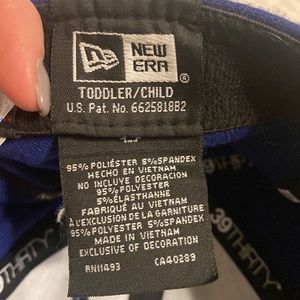 NEW
ERA®
TODDLER/CHILD
U.S. Pat. No. 6625818B2
95% POLIÉSTER 5% SPANDEX
HECHO EN VIETNAM
NO INCLUYE DECORACION
95% POLYESTER
5% ÉLASTHANNE
FABRIQUÉ AU VIETNAM
À L'EXCLUSION DE LA GARNITURE
95% POLYESTER 5% SPANDEX
MADE IN VIETNAM
EXCLUSIVE OF DECORATION
RN11493 CA40289
39THIRTY
39THIRTY